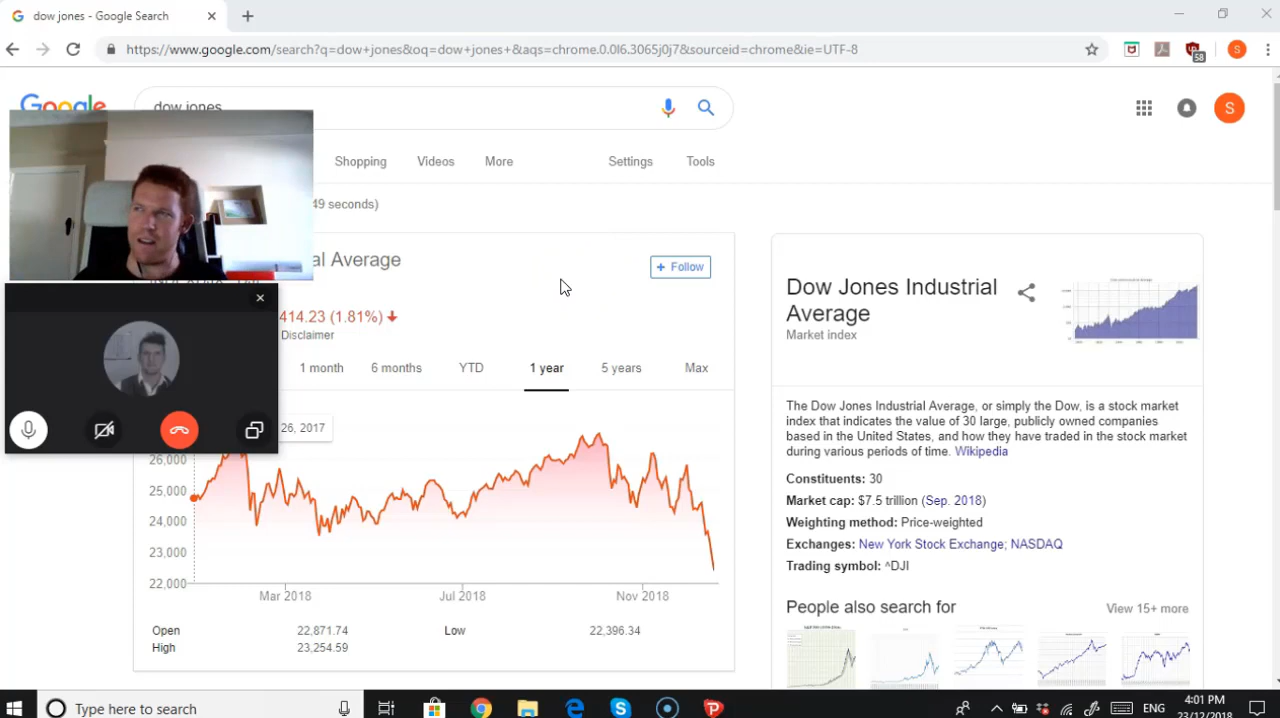 dow jones - Google Search
https://www.google.com/search?q=dow+jones&oq=dow+jones+&aqs=chrome.0.0l6.3065j0j7&sourceid=chrome&ie=UTF-8
58
S
Google
dow jones
S
Shopping Videos More Settings Tools
49 seconds)
al Average
+ Follow
414.23 (1.81%)
Disclaimer
1 month 6 months YTD 1 year 5 years Max
26, 2017
26,000
25,000
24,000
23,000
22,000
Mar 2018 Jul 2018 Nov 2018
Open 22,871.74 Low 22,396.34
High 23,254.59
Dow Jones Industrial
Average
Market index
The Dow Jones Industrial Average, or simply the Dow, is a stock market
index that indicates the value of 30 large, publicly owned companies
based in the United States, and how they have traded in the stock market
during various periods of time. Wikipedia
Constituents: 30
Market cap: $7.5 trillion (Sep. 2018)
Weighting method: Price-weighted
Exchanges: New York Stock Exchange; NASDAQ
Trading symbol: ^DJI
People also search for View 15+ more
Type here to search
ENG
4:01 PM
23/12/2018